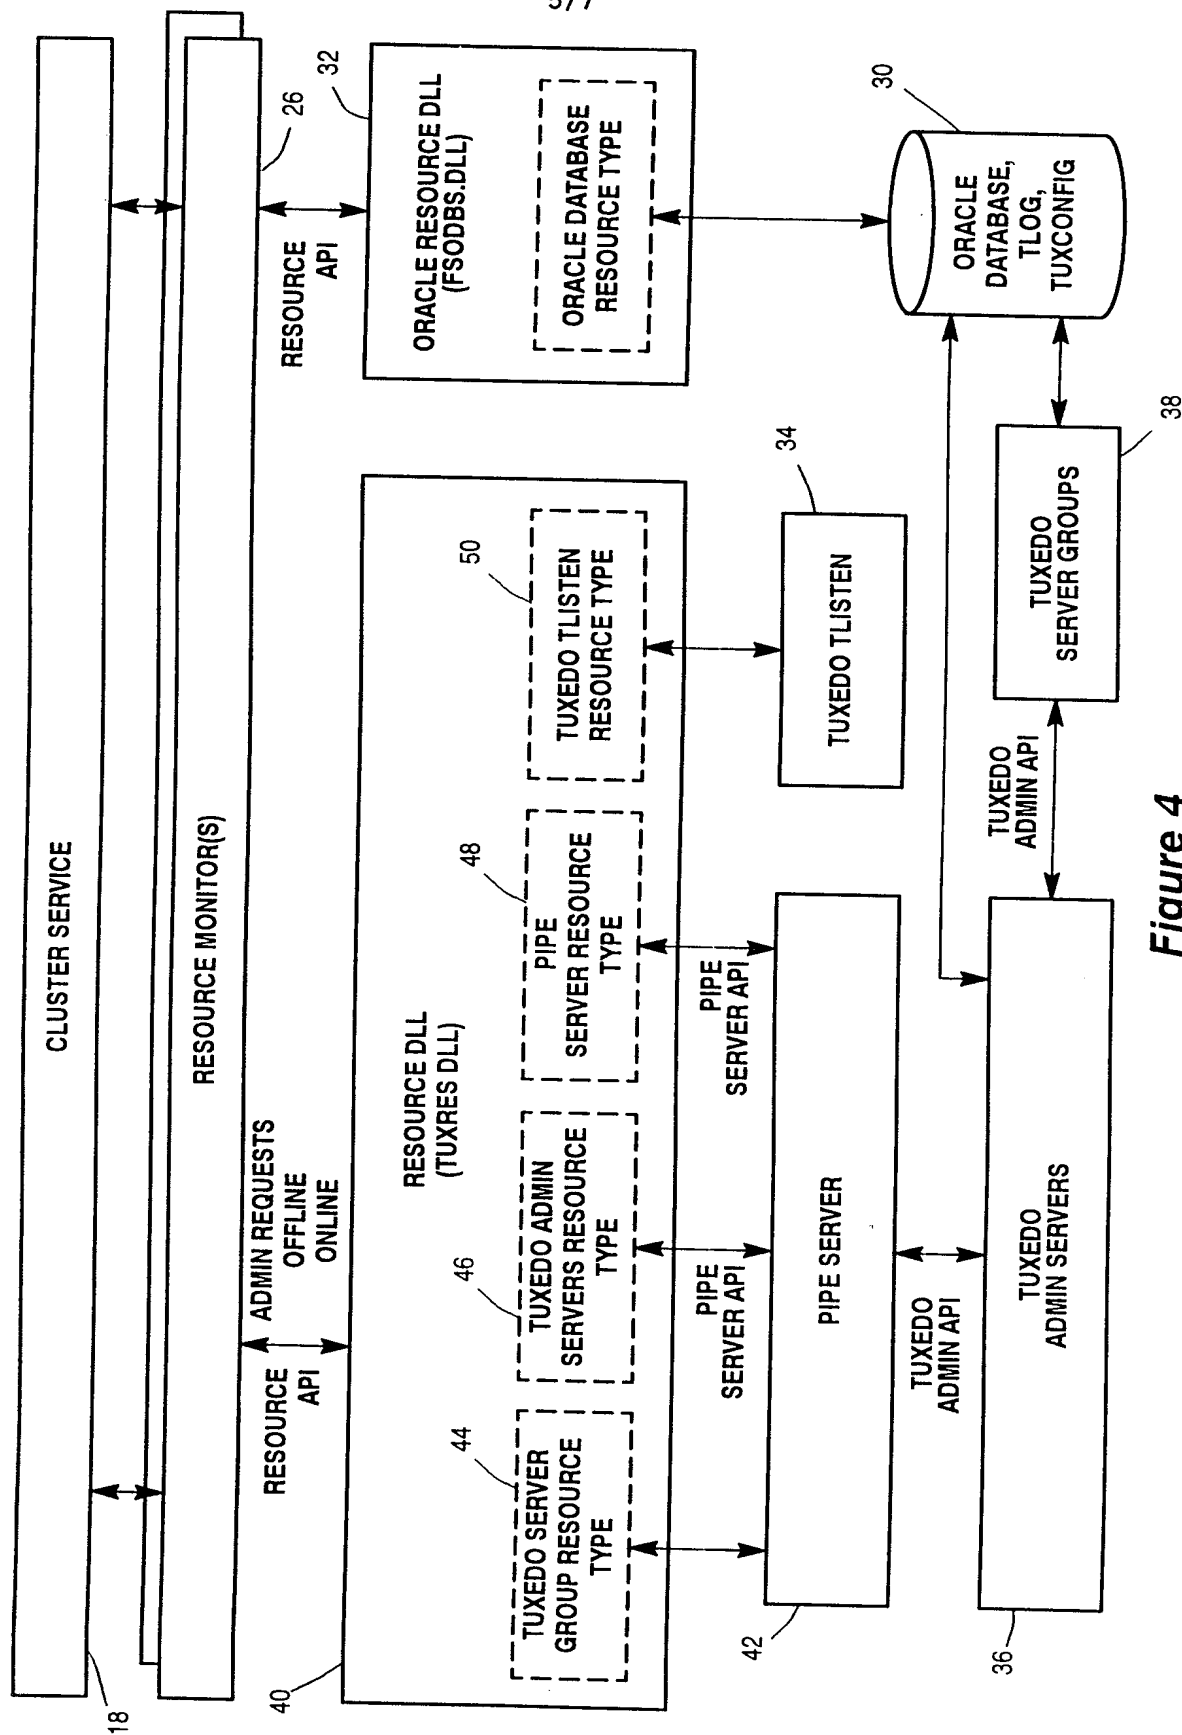 5/7
CLUSTER SERVICE
18
RESOURCE MONITOR(S)
26
RESOURCE
API
ADMIN REQUESTS
OFFLINE
ONLINE
RESOURCE
API
40
RESOURCE DLL
(TUXRES DLL)
32
ORACLE RESOURCE DLL
(FSODBS.DLL)
44
TUXEDO SERVER
GROUP RESOURCE
TYPE
46
TUXEDO ADMIN
SERVERS RESOURCE
TYPE
48
PIPE
SERVER RESOURCE
TYPE
50
TUXEDO TLISTEN
RESOURCE TYPE
ORACLE DATABASE
RESOURCE TYPE
PIPE
SERVER API
PIPE
SERVER API
42
PIPE SERVER
34
TUXEDO TLISTEN
30
ORACLE
DATABASE,
TLOG,
TUXCONFIG
TUXEDO
ADMIN API
36
TUXEDO
ADMIN SERVERS
TUXEDO
ADMIN API
TUXEDO
SERVER GROUPS
38
Figure 4